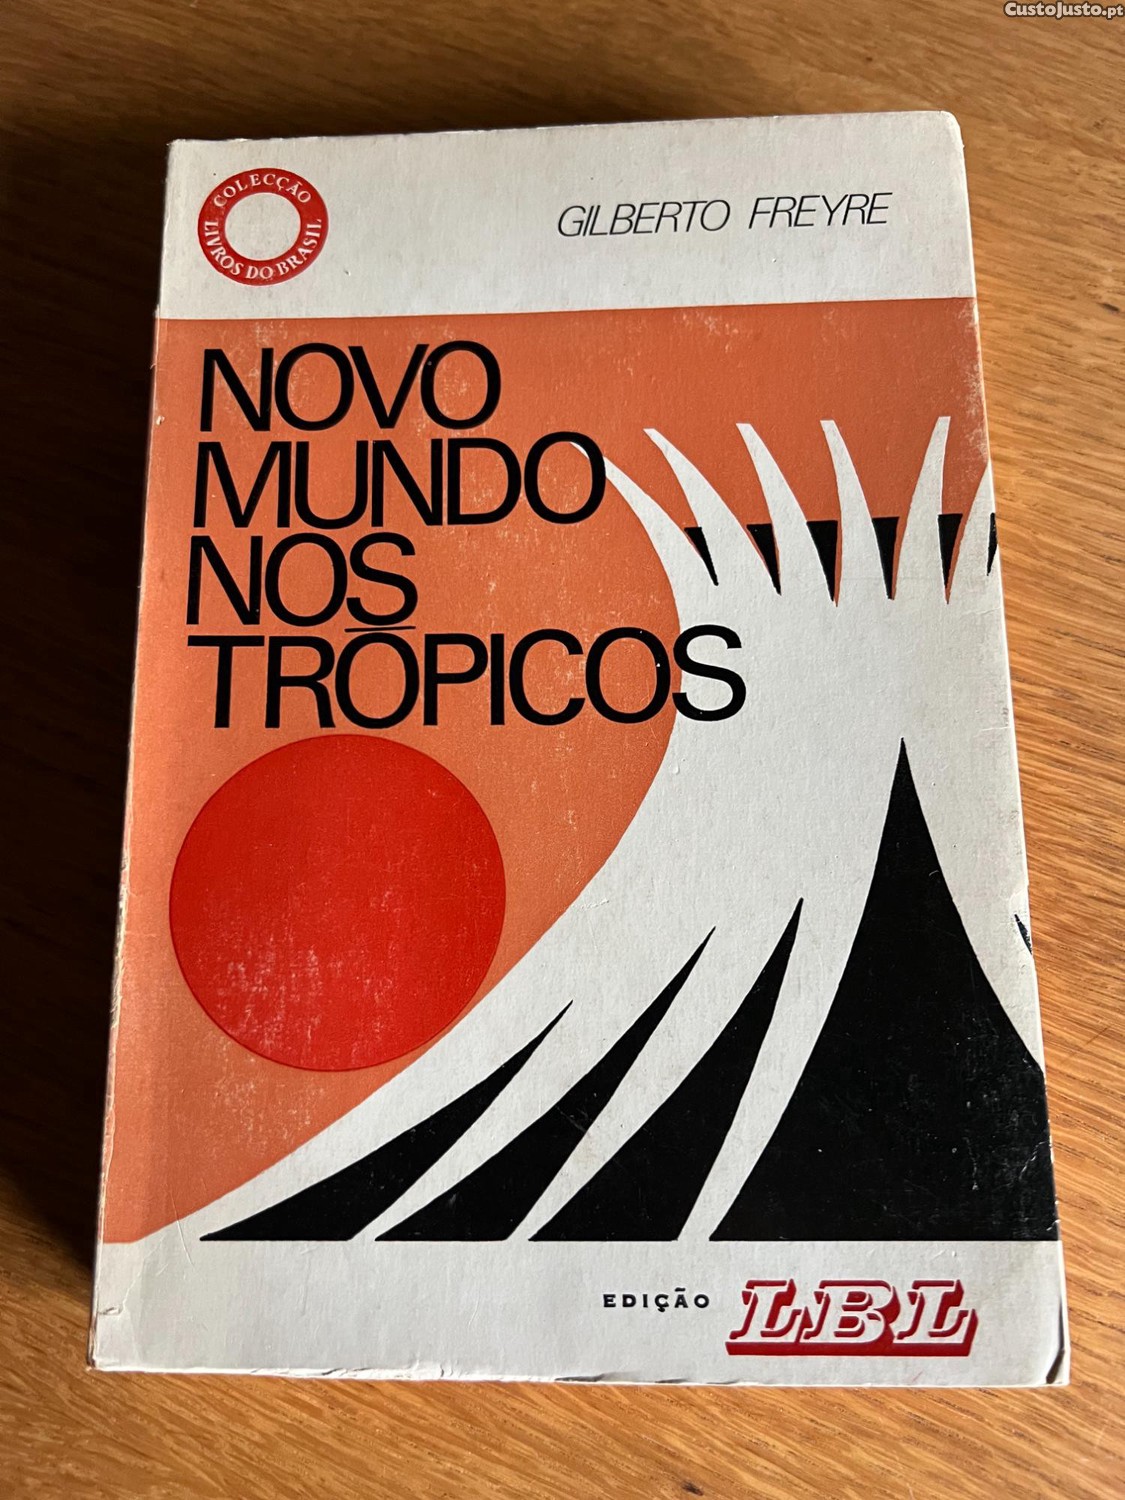 CustoJusto.pt
COLECÇÃO
LIVROS DO BRASIL
GILBERTO FREYRE
NOVO
MUNDO
NOS
TRÓPICOS
EDIÇÃO LBL